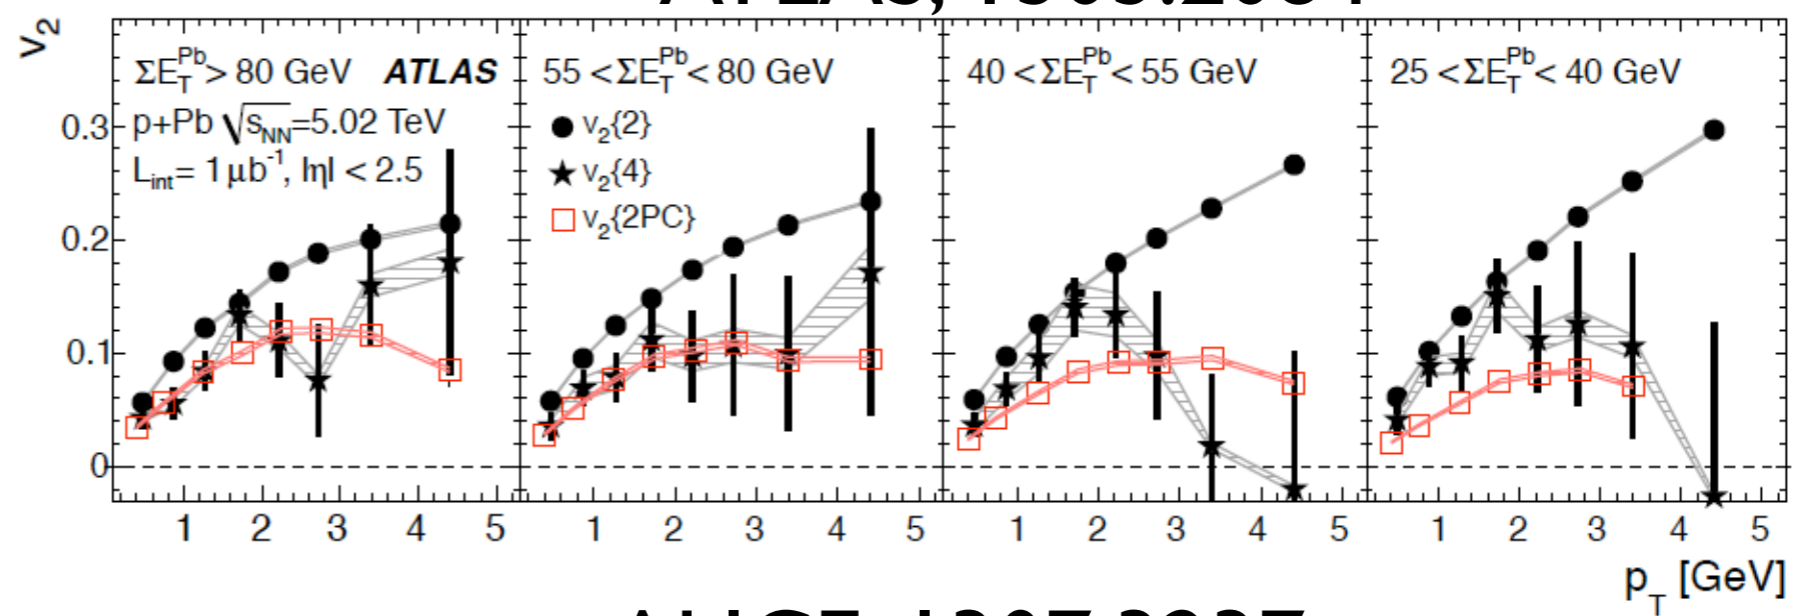 v₂
ΣE_T^Pb > 80 GeV ATLAS
p+Pb √s_NN=5.02 TeV
L_int= 1 μb⁻¹, |η| < 2.5
55 <ΣE_T^Pb< 80 GeV
v₂{2}
v₂{4}
v₂{2PC}
40 <ΣE_T^Pb< 55 GeV
25 <ΣE_T^Pb< 40 GeV
0.3
0.2
0.1
0
1 2 3 4 5 1 2 3 4 5 1 2 3 4 5 1 2 3 4 5
p_T [GeV]